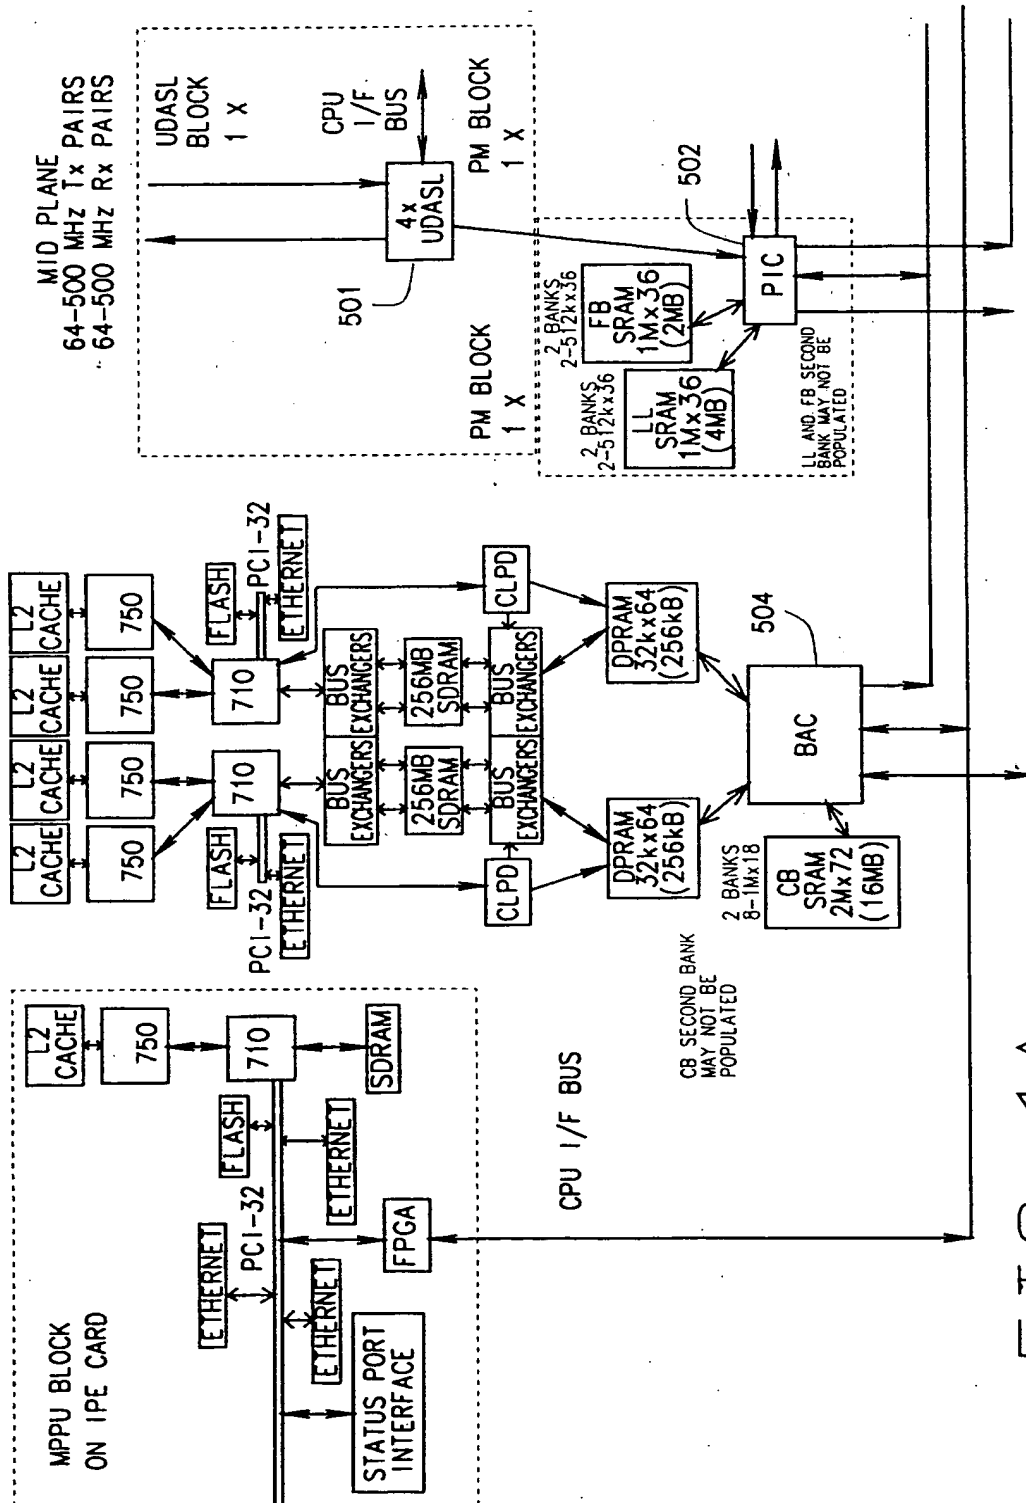 MPPU BLOCK
ON IPE CARD
L2
CACHE
750
710
SDRAM
FLASH
ETHERNET
PCI-32
ETHERNET
ETHERNET
FPGA
STATUS PORT
INTERFACE
CPU I/F BUS
L2
CACHE
L2
CACHE
L2
CACHE
L2
CACHE
750
750
750
750
710
710
FLASH
PCI-32
ETHERNET
FLASH
PCI-32
ETHERNET
BUS
EXCHANGERS
BUS
EXCHANGERS
256MB
SDRAM
256MB
SDRAM
CLPD
BUS
EXCHANGERS
BUS
EXCHANGERS
CLPD
DPRAM
32kx64
(256kB)
DPRAM
32kx64
(256kB)
CB SECOND BANK
MAY NOT BE
POPULATED
2 BANKS
8-1Mx18
CB
SRAM
2Mx72
(16MB)
BAC
504
MID PLANE
64-500 MHz Tx PAIRS
64-500 MHz Rx PAIRS
UDASL
BLOCK
1 X
CPU
I/F
BUS
4x
UDASL
501
PM BLOCK
1 X
PM BLOCK
1 X
2 BANKS
2-512kx36
FB
SRAM
1Mx36
(2MB)
2 BANKS
2-512kx36
LL
SRAM
1Mx36
(4MB)
502
PIC
LL AND FB SECOND
BANK MAY NOT BE
POPULATED